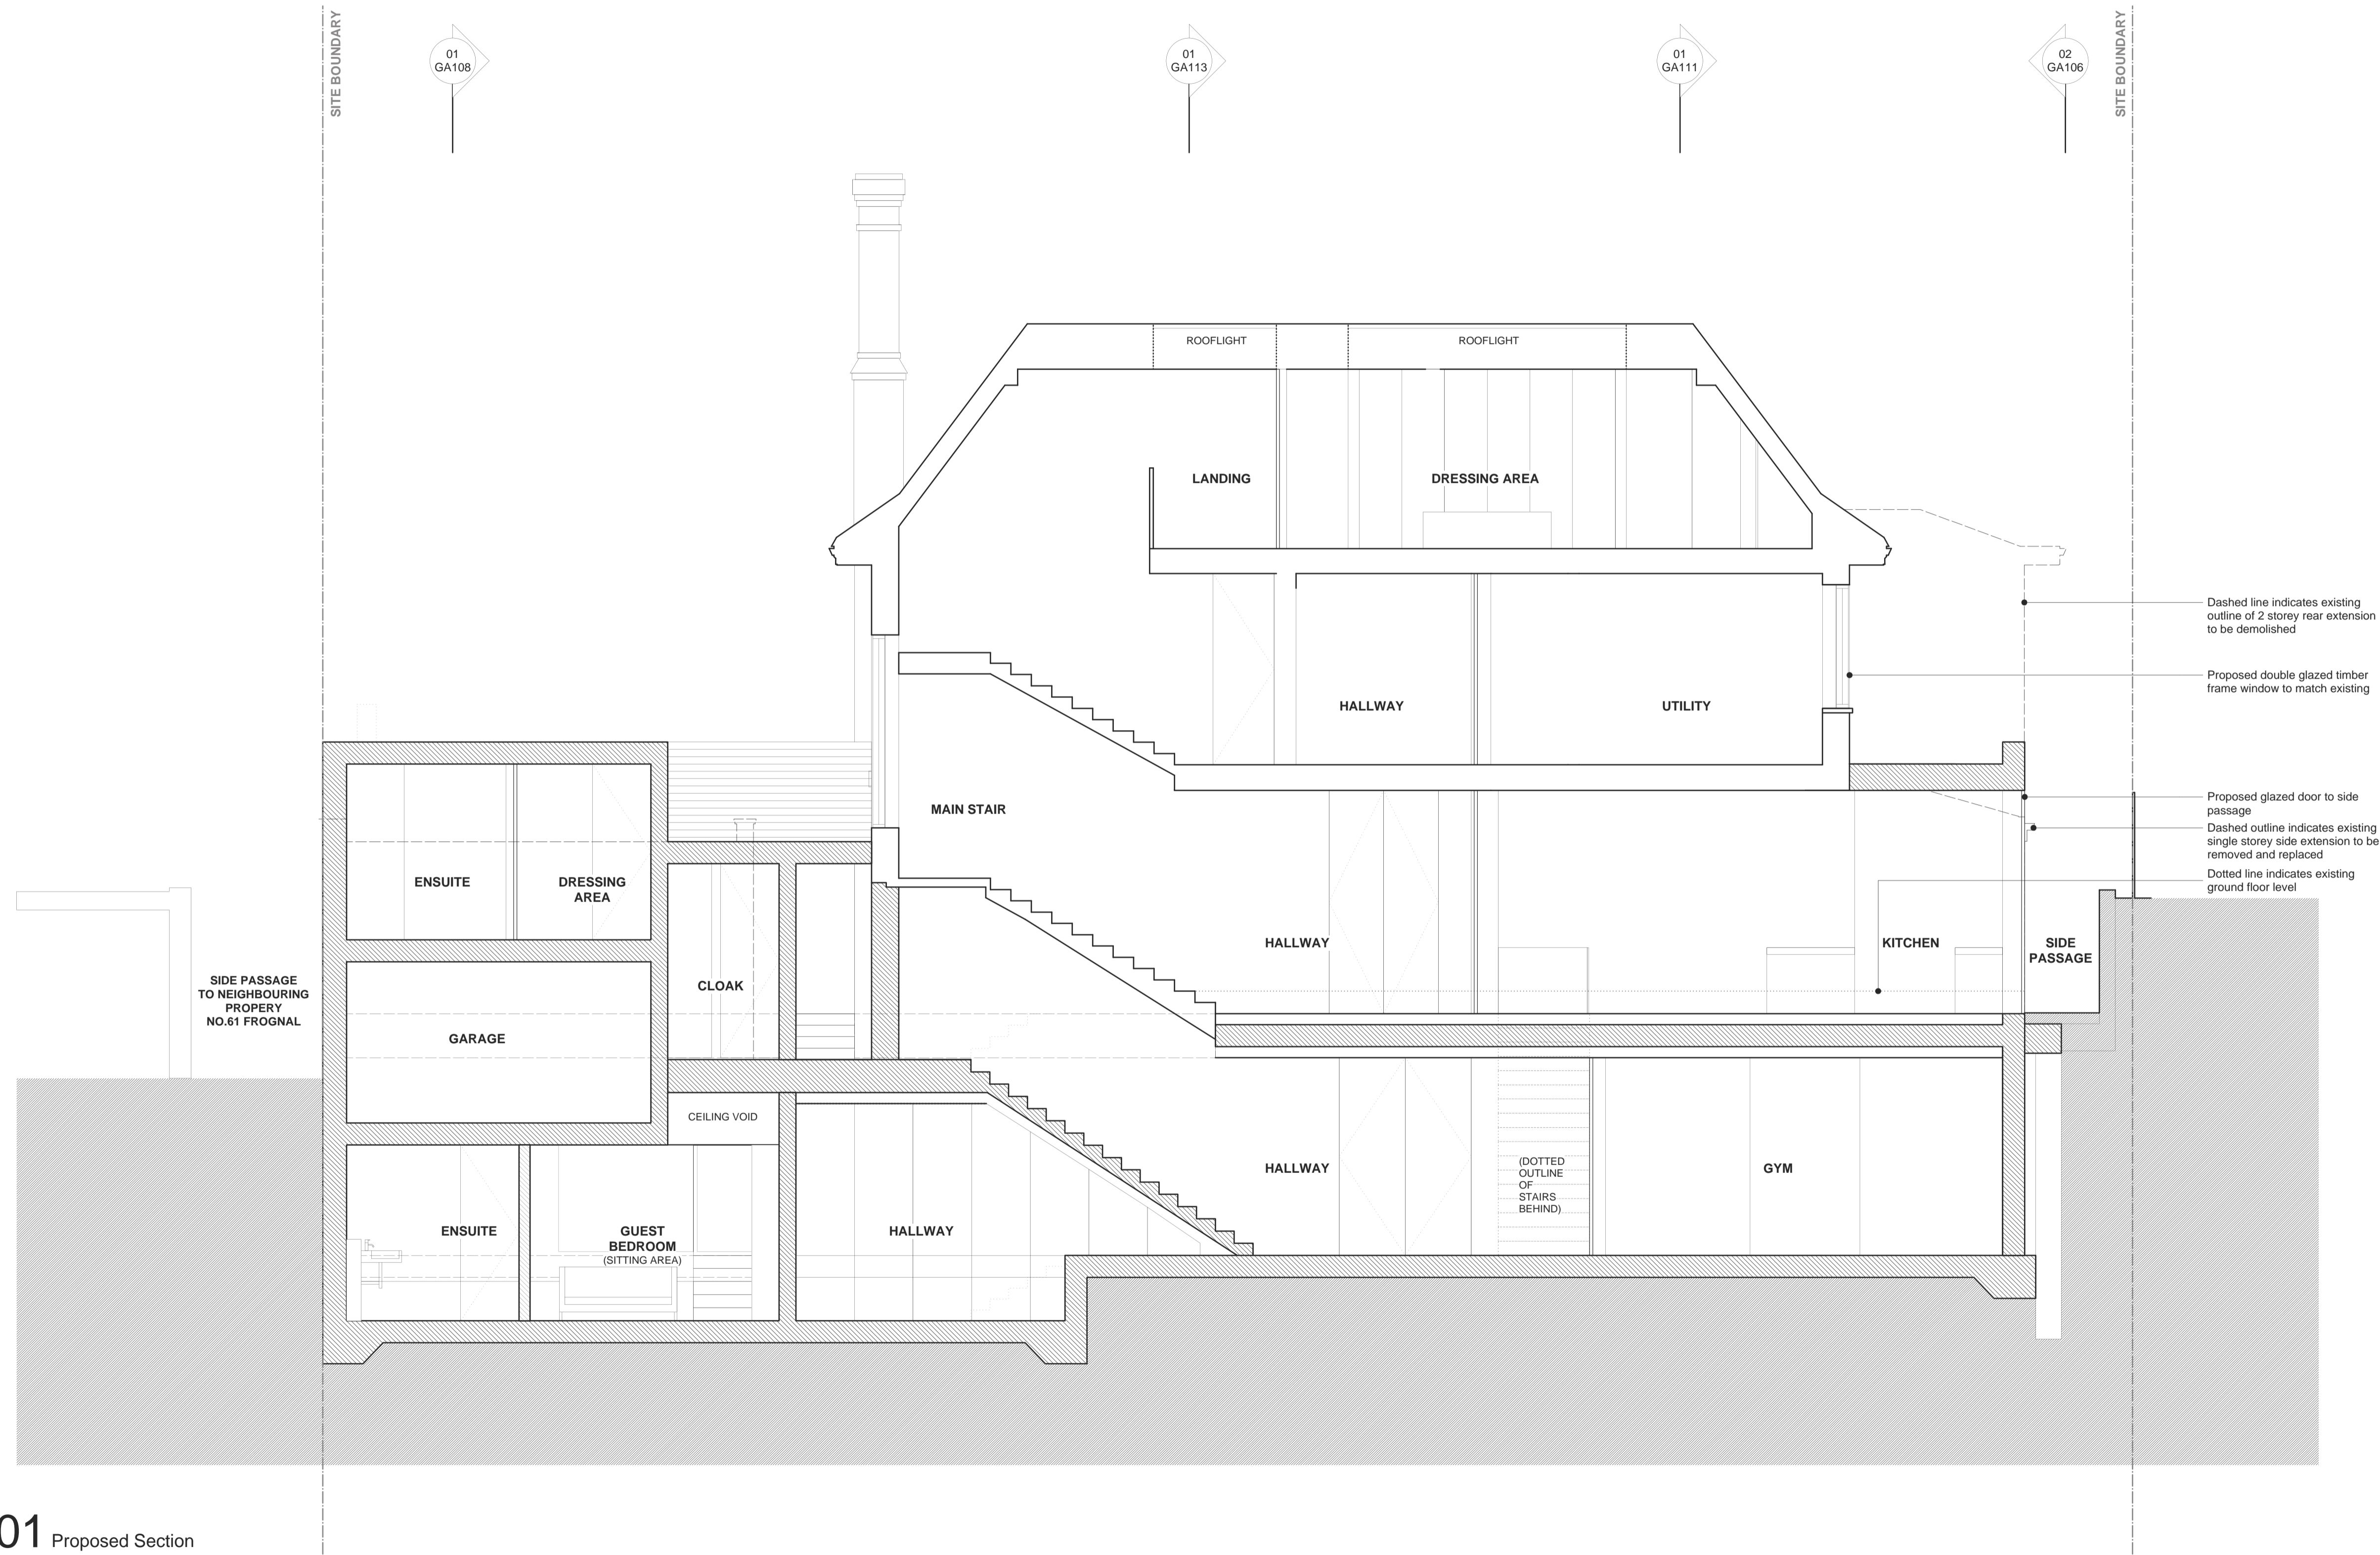 SITE BOUNDARY
01
GA108
01
GA113
01
GA111
02
GA106
SITE BOUNDARY
ROOFLIGHT
ROOFLIGHT
LANDING
DRESSING AREA
Dashed line indicates existing
outline of 2 storey rear extension
to be demolished
Proposed double glazed timber
frame window to match existing
HALLWAY
UTILITY
MAIN STAIR
Proposed glazed door to side
passage
Dashed outline indicates existing
single storey side extension to be
removed and replaced
Dotted line indicates existing
ground floor level
ENSUITE
DRESSING
AREA
HALLWAY
KITCHEN
SIDE
PASSAGE
SIDE PASSAGE
TO NEIGHBOURING
PROPERY
NO.61 FROGNAL
CLOAK
GARAGE
CEILING VOID
HALLWAY
(DOTTED
OUTLINE
OF
STAIRS
BEHIND)
GYM
ENSUITE
GUEST
BEDROOM
(SITTING AREA)
HALLWAY
01 Proposed Section